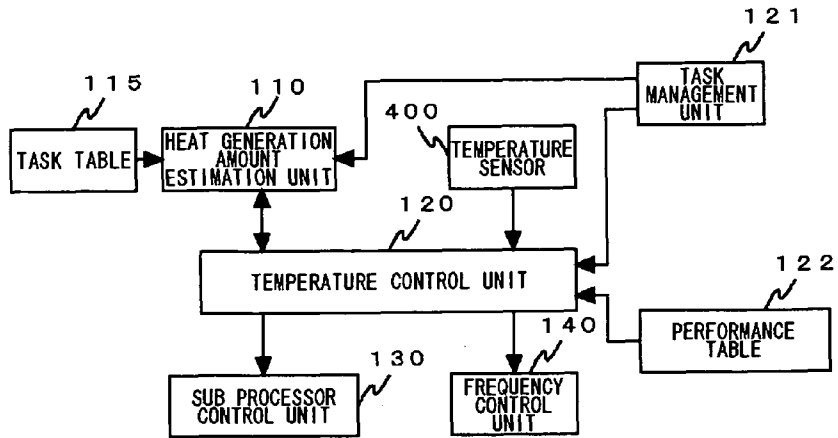 121
115
110
TASK
MANAGEMENT
UNIT
400
TASK TABLE
HEAT GENERATION
AMOUNT
ESTIMATION UNIT
TEMPERATURE
SENSOR
120
TEMPERATURE CONTROL UNIT
122
PERFORMANCE
TABLE
130
140
SUB PROCESSOR
CONTROL UNIT
FREQUENCY
CONTROL
UNIT